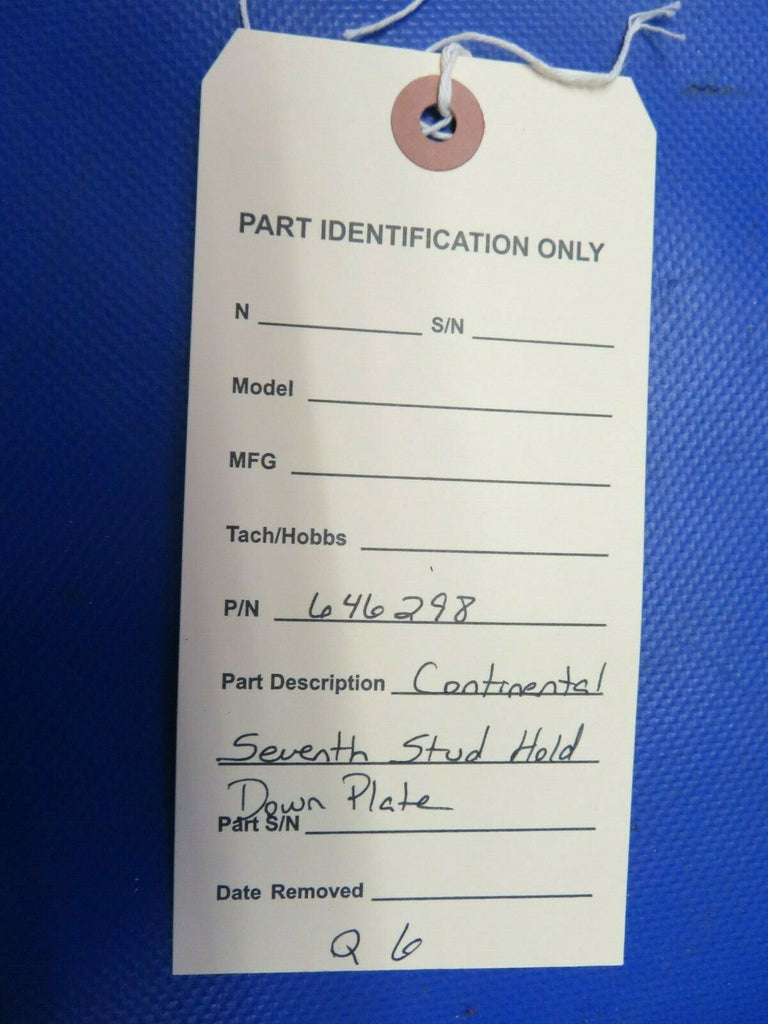 PART IDENTIFICATION ONLY
N S/N
Model
MFG
Tach/Hobbs
P/N 646298
Part Description Continental
Seventh Stud Hold
Down Plate
Part S/N
Date Removed
Q 6